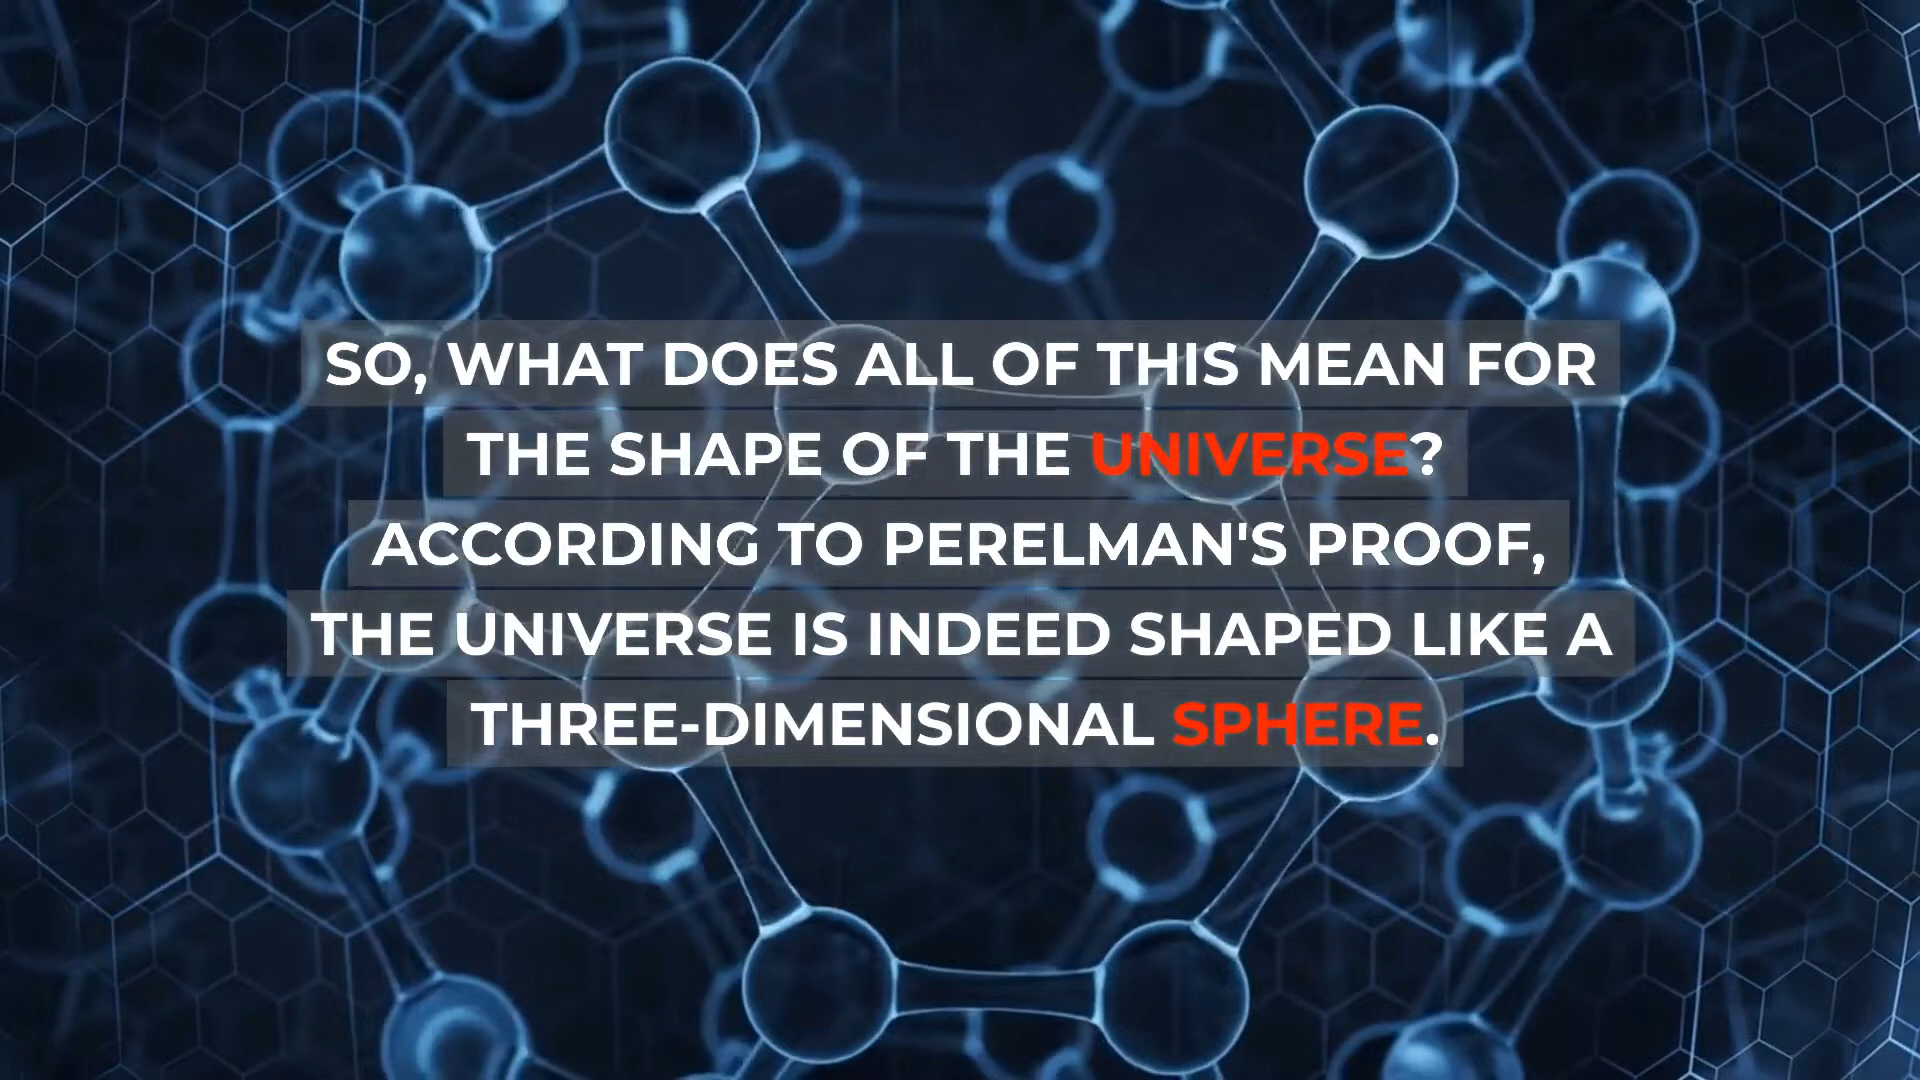 SO, WHAT DOES ALL OF THIS MEAN FOR
THE SHAPE OF THE UNIVERSE?
ACCORDING TO PERELMAN'S PROOF,
THE UNIVERSE IS INDEED SHAPED LIKE A
THREE-DIMENSIONAL SPHERE.